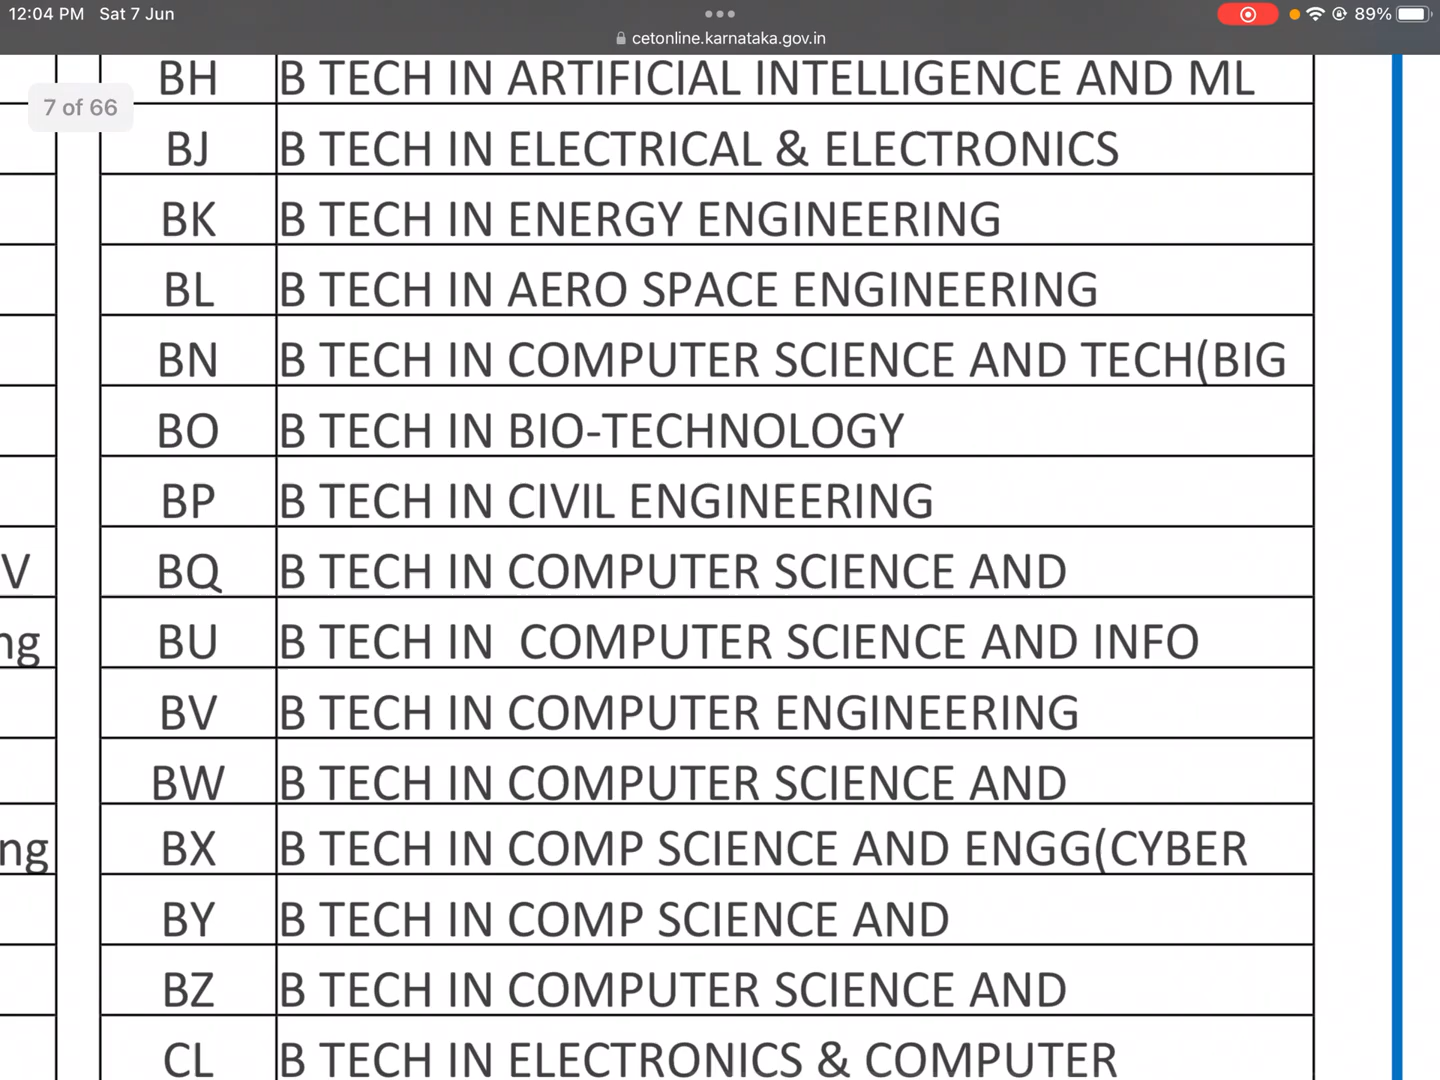 12:04 PM Sat 7 Jun
89%
cetonline.karnataka.gov.in
7 of 66
BH B TECH IN ARTIFICIAL INTELLIGENCE AND ML
BJ B TECH IN ELECTRICAL & ELECTRONICS
BK B TECH IN ENERGY ENGINEERING
BL B TECH IN AERO SPACE ENGINEERING
BN B TECH IN COMPUTER SCIENCE AND TECH(BIG
BO B TECH IN BIO-TECHNOLOGY
BP B TECH IN CIVIL ENGINEERING
V BQ B TECH IN COMPUTER SCIENCE AND
ng BU B TECH IN COMPUTER SCIENCE AND INFO
BV B TECH IN COMPUTER ENGINEERING
BW B TECH IN COMPUTER SCIENCE AND
ng BX B TECH IN COMP SCIENCE AND ENGG(CYBER
BY B TECH IN COMP SCIENCE AND
BZ B TECH IN COMPUTER SCIENCE AND
CL B TECH IN ELECTRONICS & COMPUTER